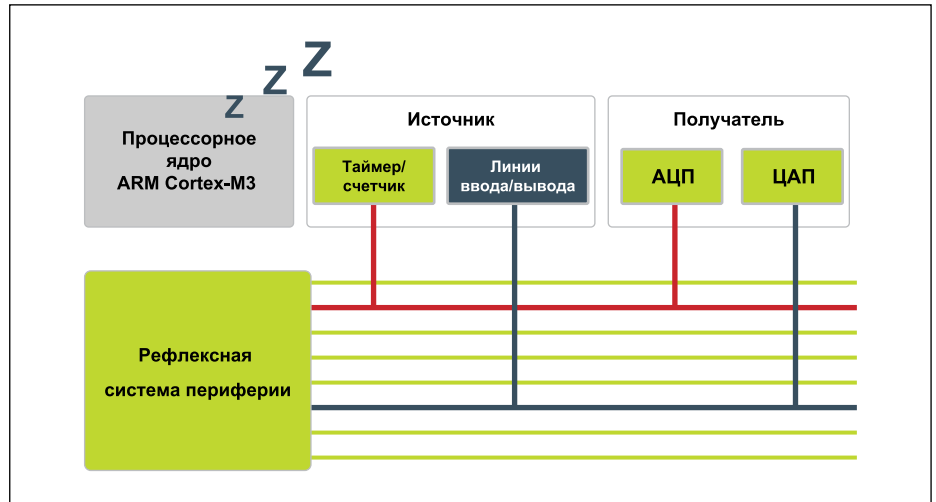 Z
Z
Z
Процессорное
ядро
ARM Cortex-M3
Источник
Таймер/
счетчик
Линии
ввода/вывода
Получатель
АЦП
ЦАП
Рефлексная
система периферии